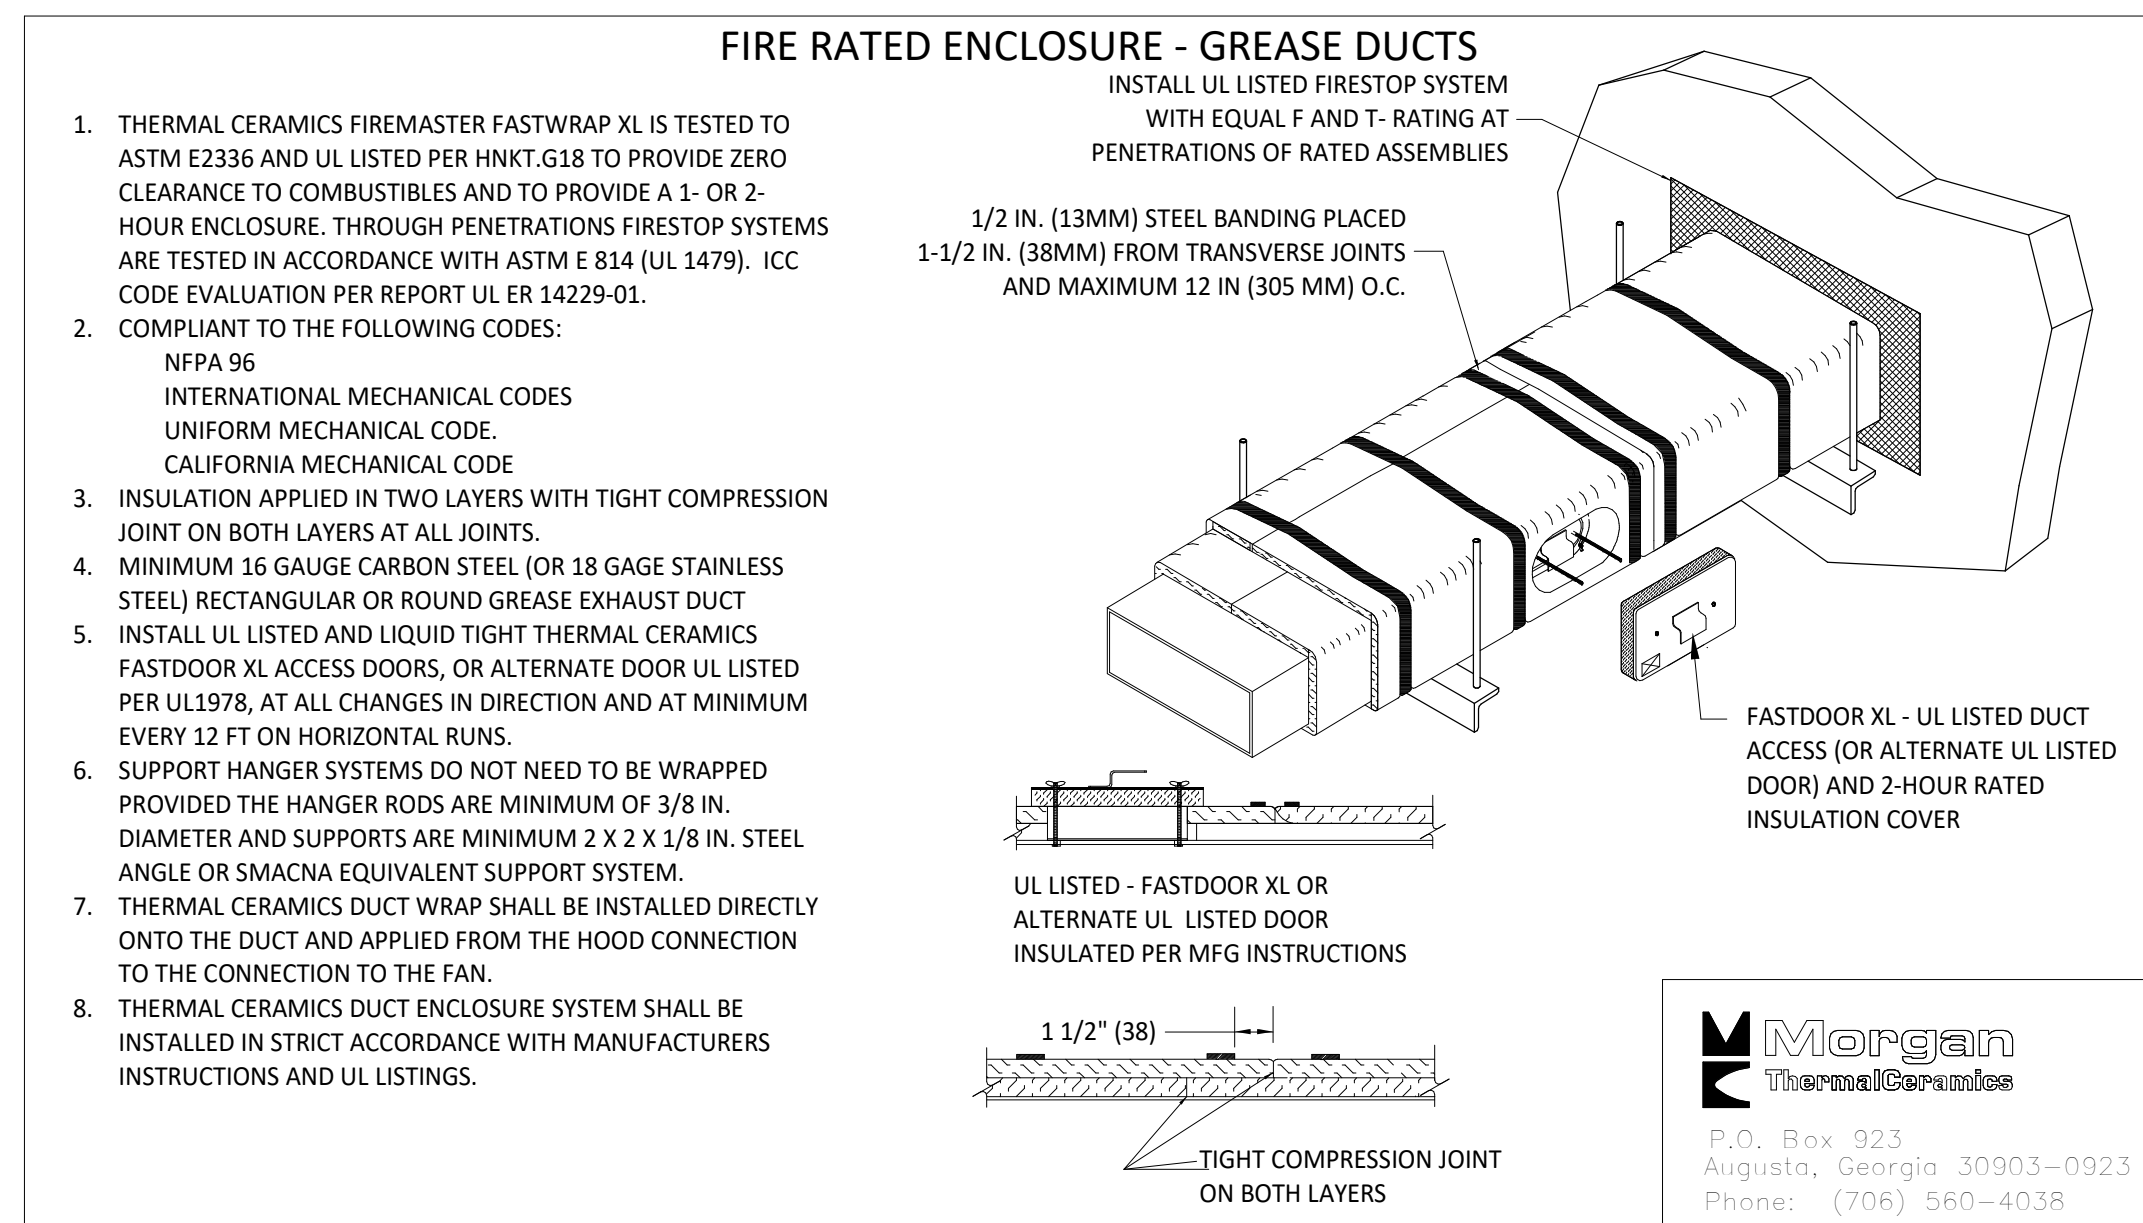 FIRE RATED ENCLOSURE - GREASE DUCTS
1. THERMAL CERAMICS FIREMASTER FASTWRAP XL IS TESTED TO
ASTM E2336 AND UL LISTED PER HNKT.G18 TO PROVIDE ZERO
CLEARANCE TO COMBUSTIBLES AND TO PROVIDE A 1- OR 2-
HOUR ENCLOSURE. THROUGH PENETRATIONS FIRESTOP SYSTEMS
ARE TESTED IN ACCORDANCE WITH ASTM E 814 (UL 1479). ICC
CODE EVALUATION PER REPORT UL ER 14229-01.
2. COMPLIANT TO THE FOLLOWING CODES:
NFPA 96
INTERNATIONAL MECHANICAL CODES
UNIFORM MECHANICAL CODE.
CALIFORNIA MECHANICAL CODE
3. INSULATION APPLIED IN TWO LAYERS WITH TIGHT COMPRESSION
JOINT ON BOTH LAYERS AT ALL JOINTS.
4. MINIMUM 16 GAUGE CARBON STEEL (OR 18 GAGE STAINLESS
STEEL) RECTANGULAR OR ROUND GREASE EXHAUST DUCT
5. INSTALL UL LISTED AND LIQUID TIGHT THERMAL CERAMICS
FASTDOOR XL ACCESS DOORS, OR ALTERNATE DOOR UL LISTED
PER UL1978, AT ALL CHANGES IN DIRECTION AND AT MINIMUM
EVERY 12 FT ON HORIZONTAL RUNS.
6. SUPPORT HANGER SYSTEMS DO NOT NEED TO BE WRAPPED
PROVIDED THE HANGER RODS ARE MINIMUM OF 3/8 IN.
DIAMETER AND SUPPORTS ARE MINIMUM 2 X 2 X 1/8 IN. STEEL
ANGLE OR SMACNA EQUIVALENT SUPPORT SYSTEM.
7. THERMAL CERAMICS DUCT WRAP SHALL BE INSTALLED DIRECTLY
ONTO THE DUCT AND APPLIED FROM THE HOOD CONNECTION
TO THE CONNECTION TO THE FAN.
8. THERMAL CERAMICS DUCT ENCLOSURE SYSTEM SHALL BE
INSTALLED IN STRICT ACCORDANCE WITH MANUFACTURERS
INSTRUCTIONS AND UL LISTINGS.
INSTALL UL LISTED FIRESTOP SYSTEM
WITH EQUAL F AND T- RATING AT
PENETRATIONS OF RATED ASSEMBLIES
1/2 IN. (13MM) STEEL BANDING PLACED
1-1/2 IN. (38MM) FROM TRANSVERSE JOINTS
AND MAXIMUM 12 IN (305 MM) O.C.
FASTDOOR XL - UL LISTED DUCT
ACCESS (OR ALTERNATE UL LISTED
DOOR) AND 2-HOUR RATED
INSULATION COVER
UL LISTED - FASTDOOR XL OR
ALTERNATE UL LISTED DOOR
INSULATED PER MFG INSTRUCTIONS
1 1/2" (38)
TIGHT COMPRESSION JOINT
ON BOTH LAYERS
Morgan
ThermalCeramics
P.O. Box 923
Augusta, Georgia 30903-0923
Phone: (706) 560-4038